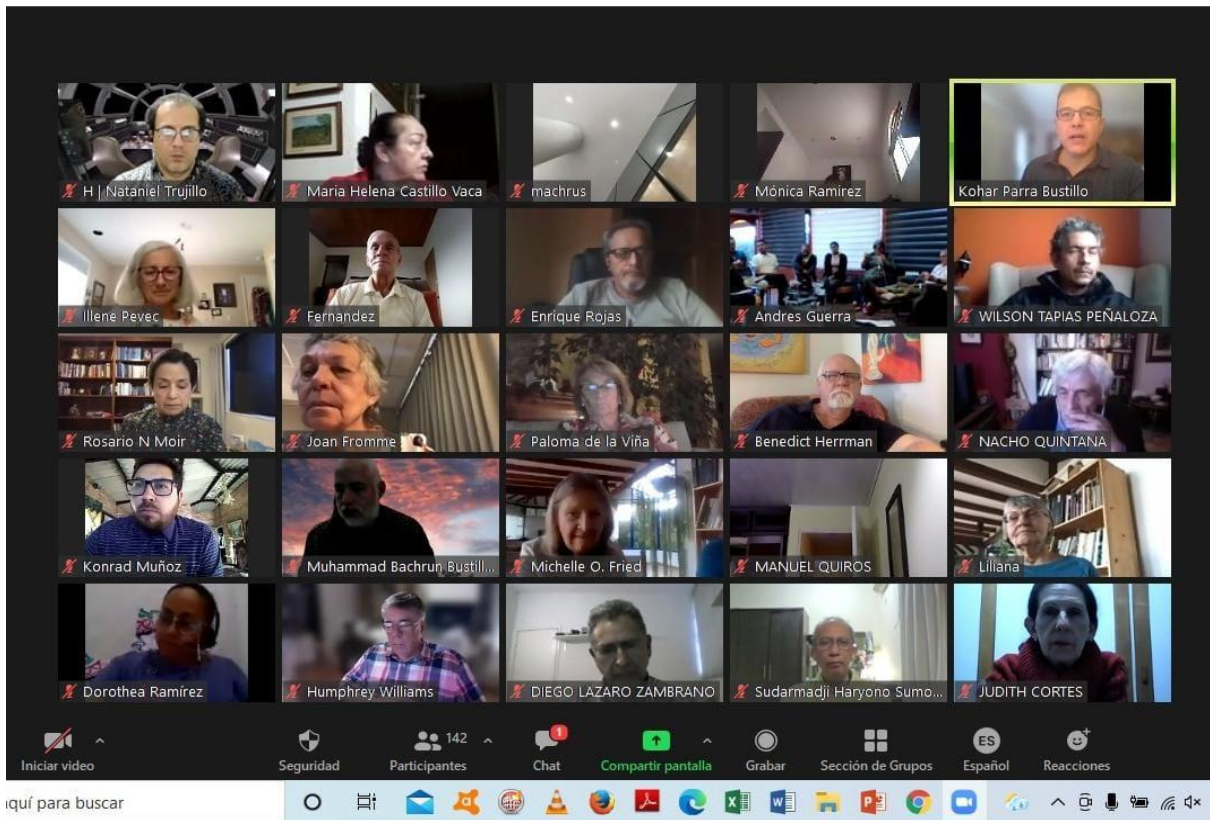 H | Nataniel Trujillo
Maria Helena Castillo Vaca
machrus
Mónica Ramirez
Kohar Parra Bustillo
Illene Pevec
Fernandez
Enrique Rojas
Andres Guerra
WILSON TAPIAS PEÑALOZA
Rosario N Moir
Joan Fromme
Paloma de la Viña
Benedict Herrman
NACHO QUINTANA
Konrad Muñoz
Muhammad Bachrun Bustill...
Michelle O. Fried
MANUEL QUIROS
Liliana
Dorothea Ramírez
Humphrey Williams
DIEGO LAZARO ZAMBRANO
Sudarmadji Haryono Sumo...
JUDITH CORTES
142
1
ES
Iniciar video
Seguridad
Participantes
Chat
Compartir pantalla
Grabar
Sección de Grupos
Español
Reacciones
aquí para buscar